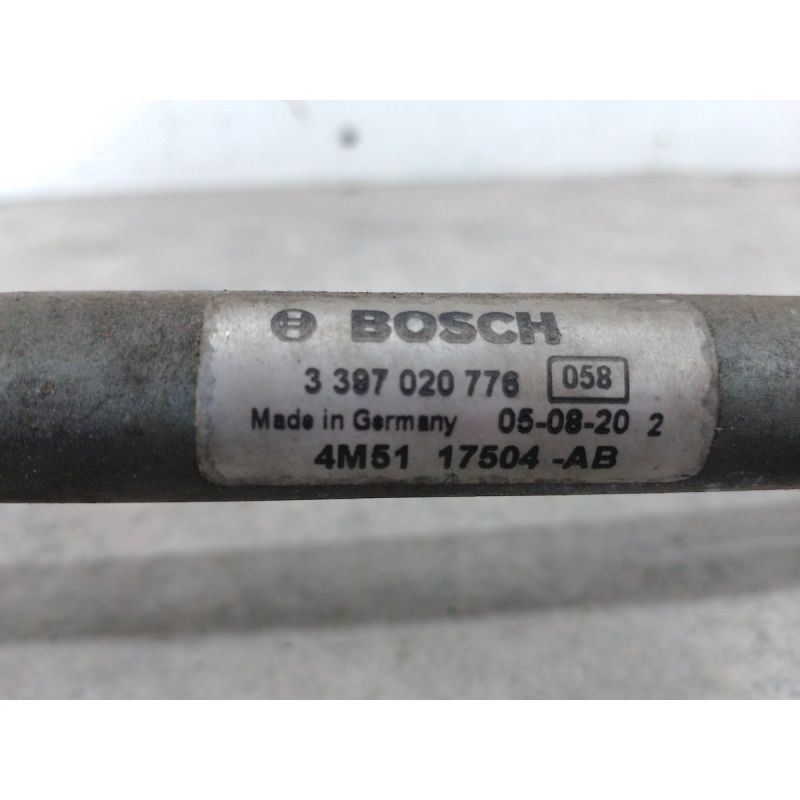 BOSCH
3 397 020 776 058
Made in Germany 05-08-20 2
4M51 17504 -AB